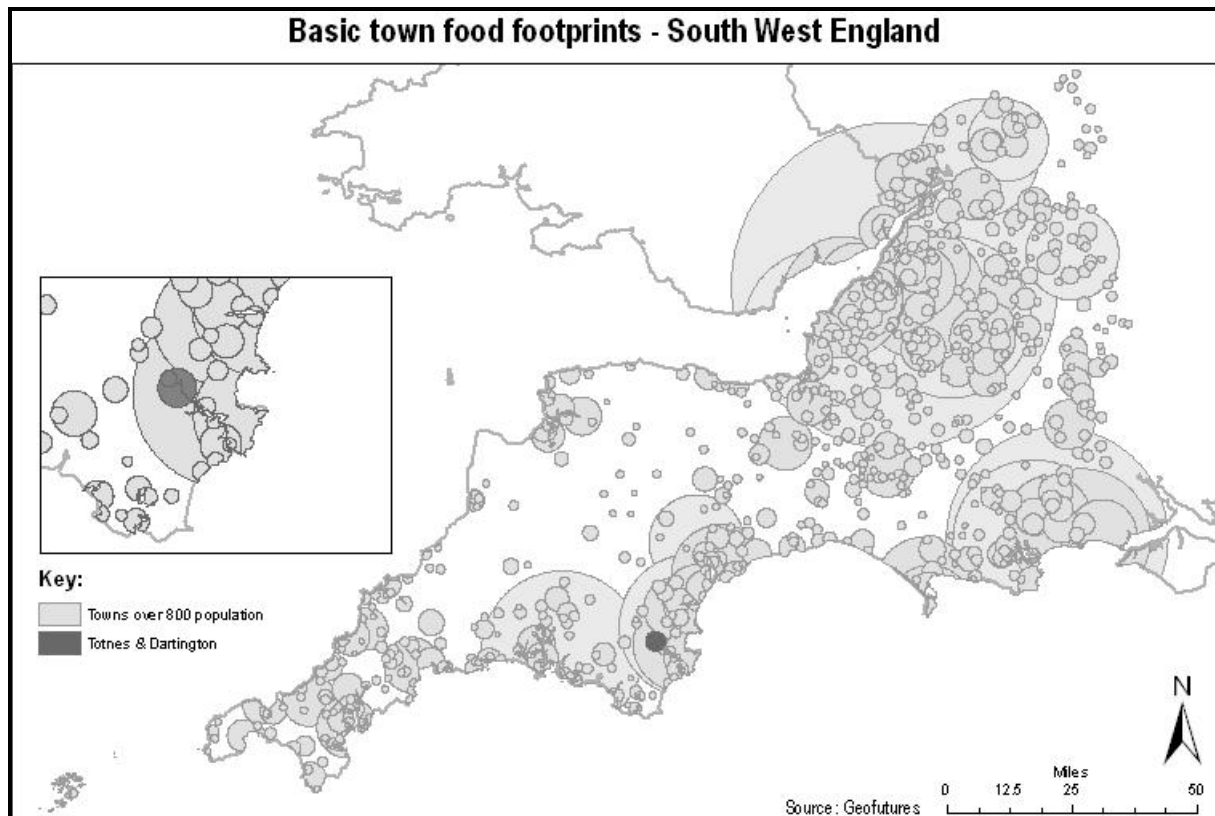 Basic town food footprints - South West England
Key:
Towns over 800 population
Totnes & Dartington
N
Miles
0 12.5 25 50
Source : Geofutures